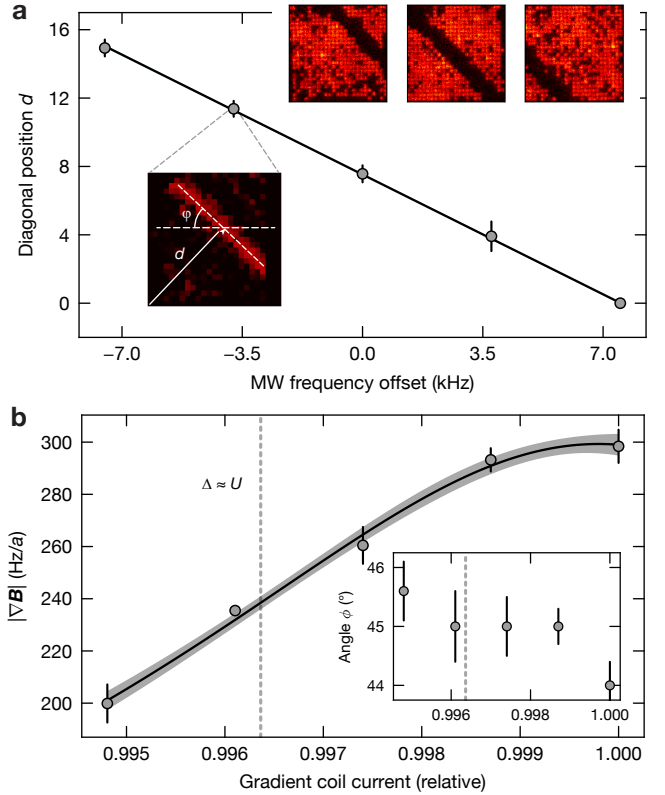 a
16
12
8
4
0
Diagonal position d
φ
d
−7.0 −3.5 0.0 3.5 7.0
MW frequency offset (kHz)
b
300
280
260
240
220
200
|∇B| (Hz/a)
Δ ≈ U
46
45
44
Angle ϕ (°)
0.996 0.998 1.000
0.995 0.996 0.997 0.998 0.999 1.000
Gradient coil current (relative)